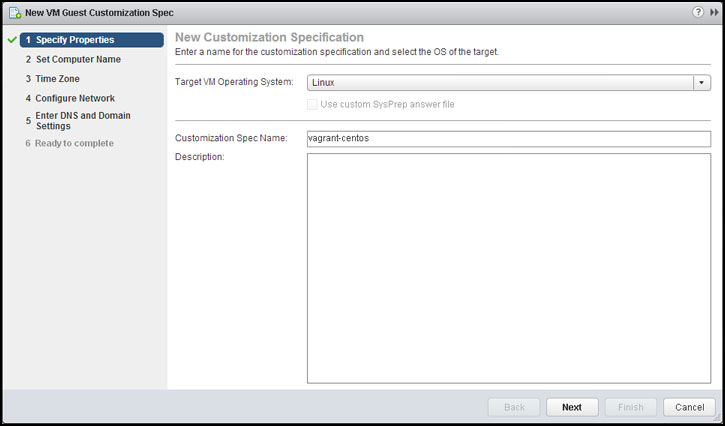 New VM Guest Customization Spec
?
1 Specify Properties
2 Set Computer Name
3 Time Zone
4 Configure Network
5 Enter DNS and Domain
Settings
6 Ready to complete
New Customization Specification
Enter a name for the customization specification and select the OS of the target.
Target VM Operating System: Linux
Use custom SysPrep answer file
Customization Spec Name: vagrant-centos
Description:
Back Next Finish Cancel